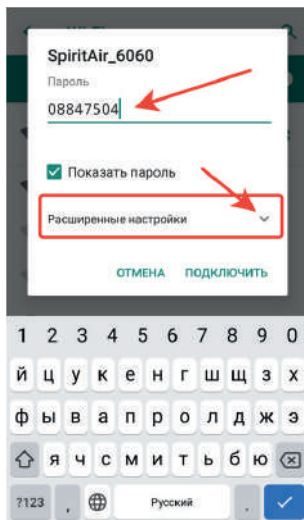 SpiritAir_6060
Пароль
08847504
Показать пароль
Расширенные настройки
ОТМЕНА ПОДКЛЮЧИТЬ
1 2 3 4 5 6 7 8 9 0
й ц у к е н г ш щ з х
ф ы в а п р о л д ж э
я ч с м и т ь б ю
?123 , Русский .